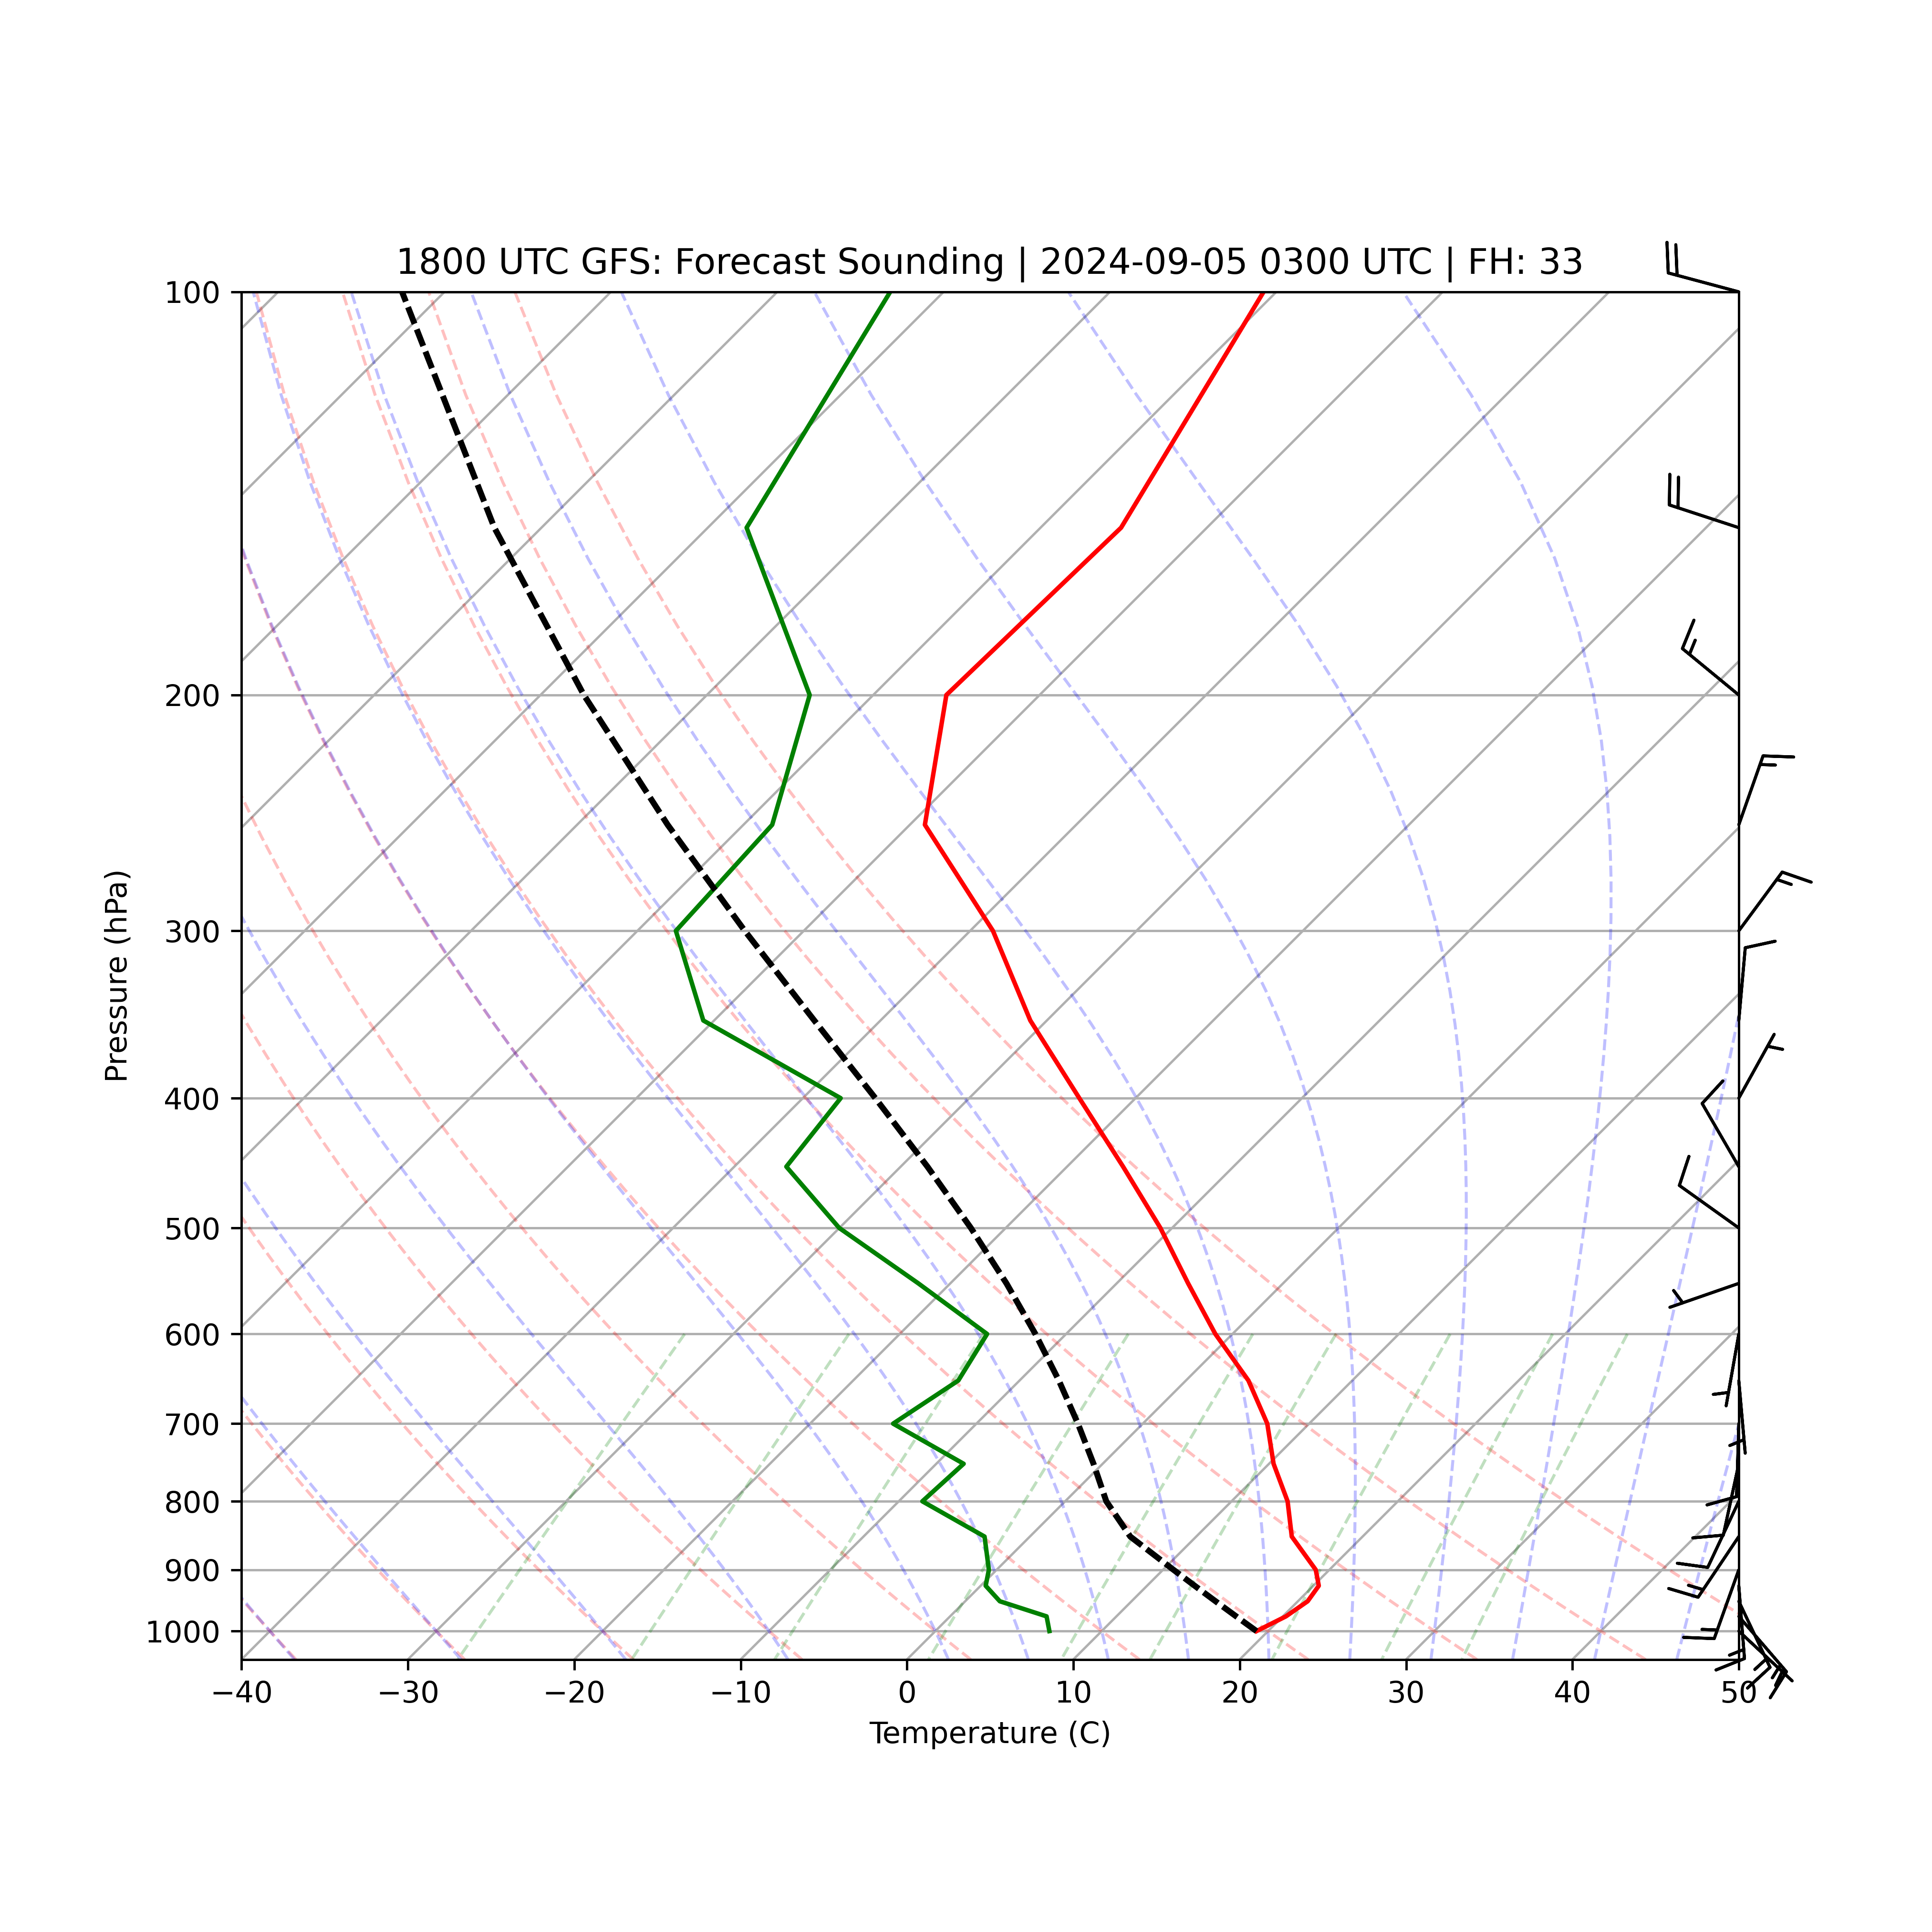 1800 UTC GFS: Forecast Sounding | 2024-09-05 0300 UTC | FH: 33
100
200
300
400
500
600
700
800
900
1000
Pressure (hPa)
−40 −30 −20 −10 0 10 20 30 40 50
Temperature (C)